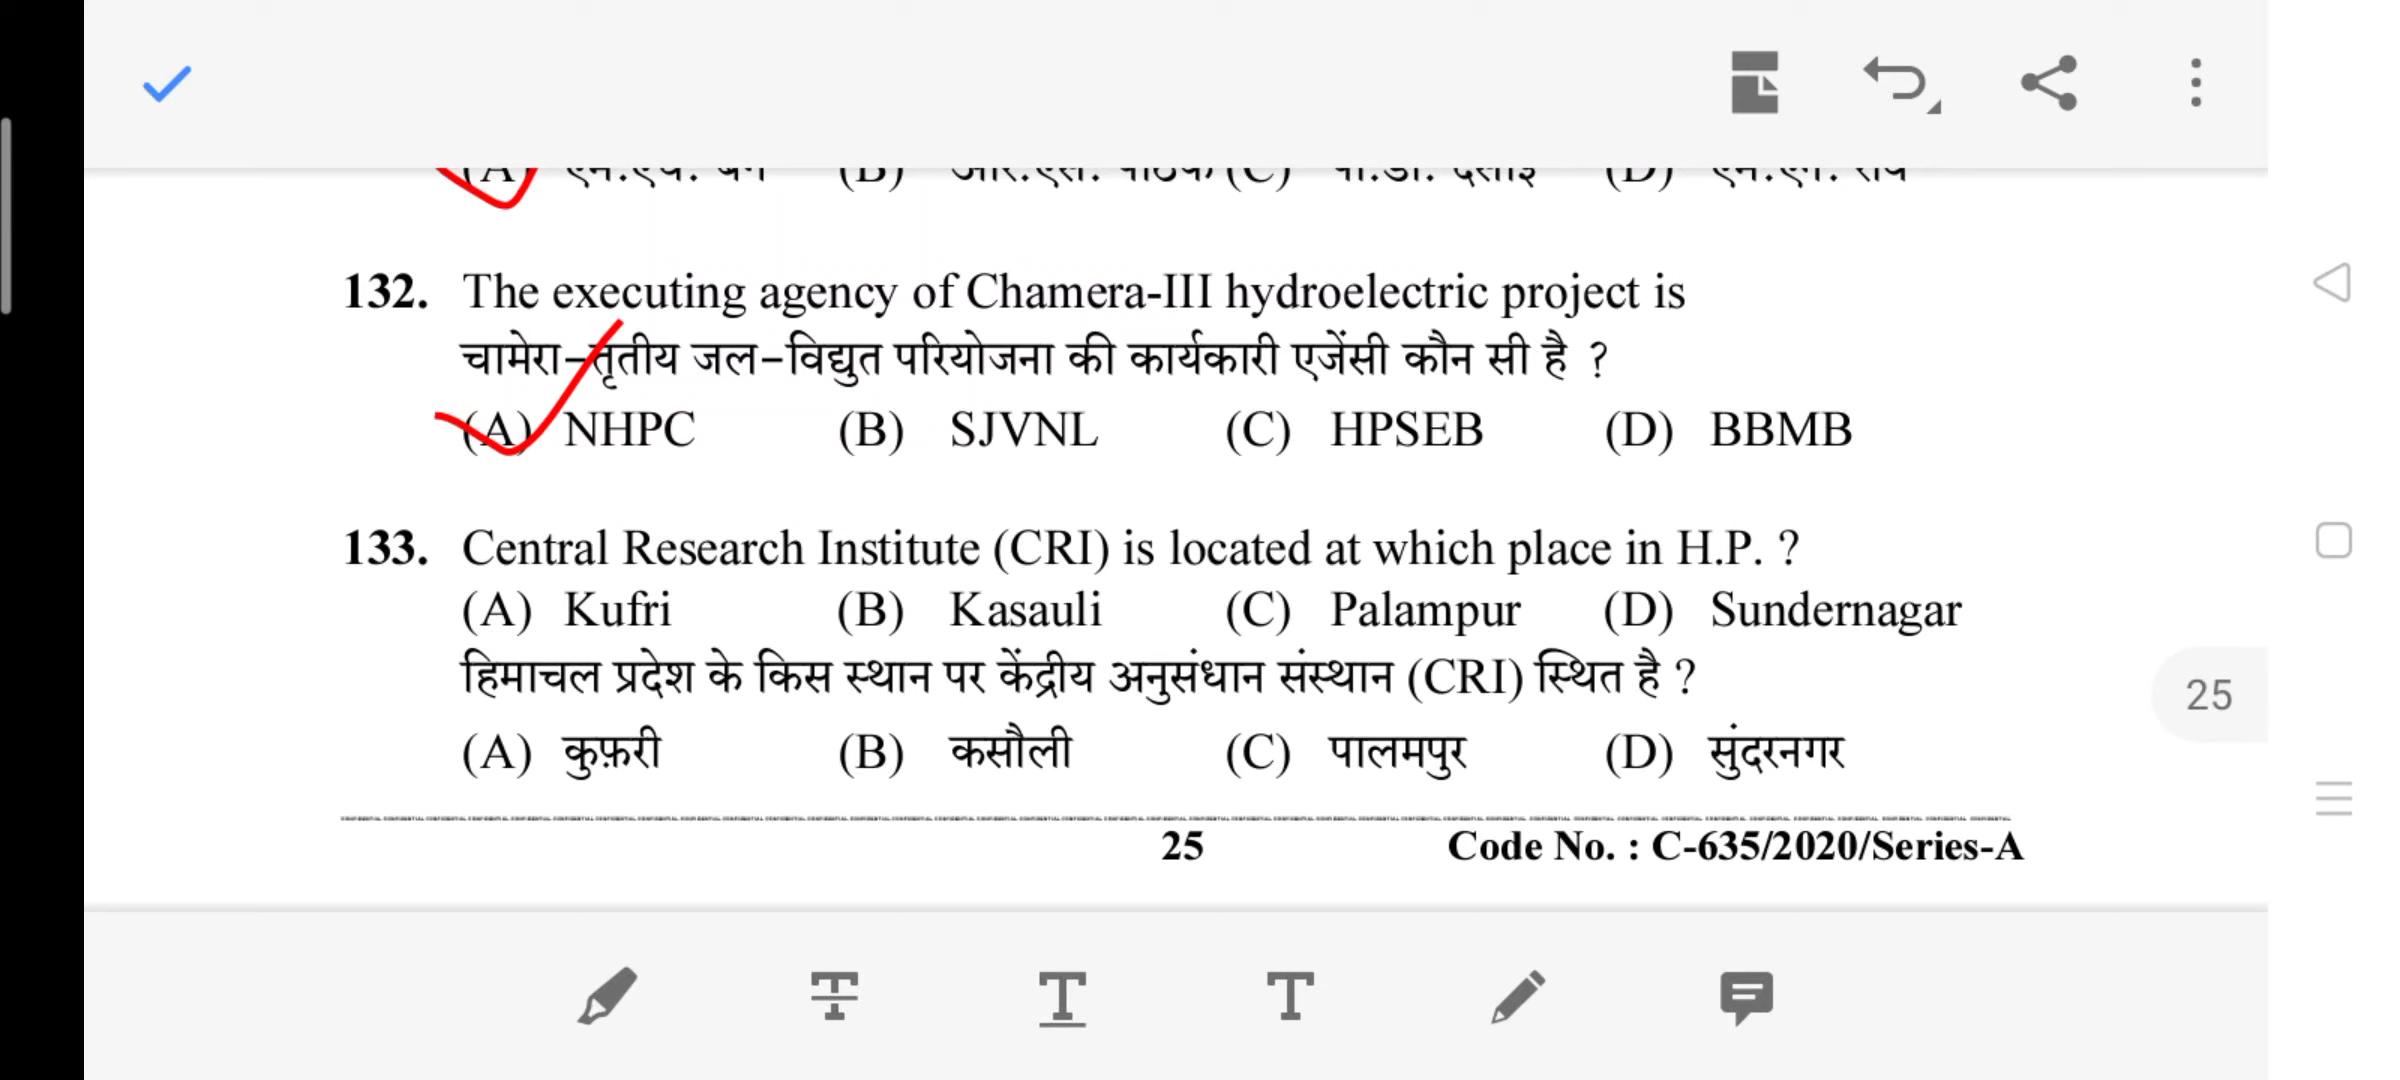 132. The executing agency of Chamera-III hydroelectric project is
चामेरा-तृतीय जल-विद्युत परियोजना की कार्यकारी एजेंसी कौन सी है ?
(A) NHPC (B) SJVNL (C) HPSEB (D) BBMB
133. Central Research Institute (CRI) is located at which place in H.P. ?
(A) Kufri (B) Kasauli (C) Palampur (D) Sundernagar
हिमाचल प्रदेश के किस स्थान पर केंद्रीय अनुसंधान संस्थान (CRI) स्थित है ?
(A) कुफ़री (B) कसौली (C) पालमपुर (D) सुंदरनगर
25
25 Code No. : C-635/2020/Series-A